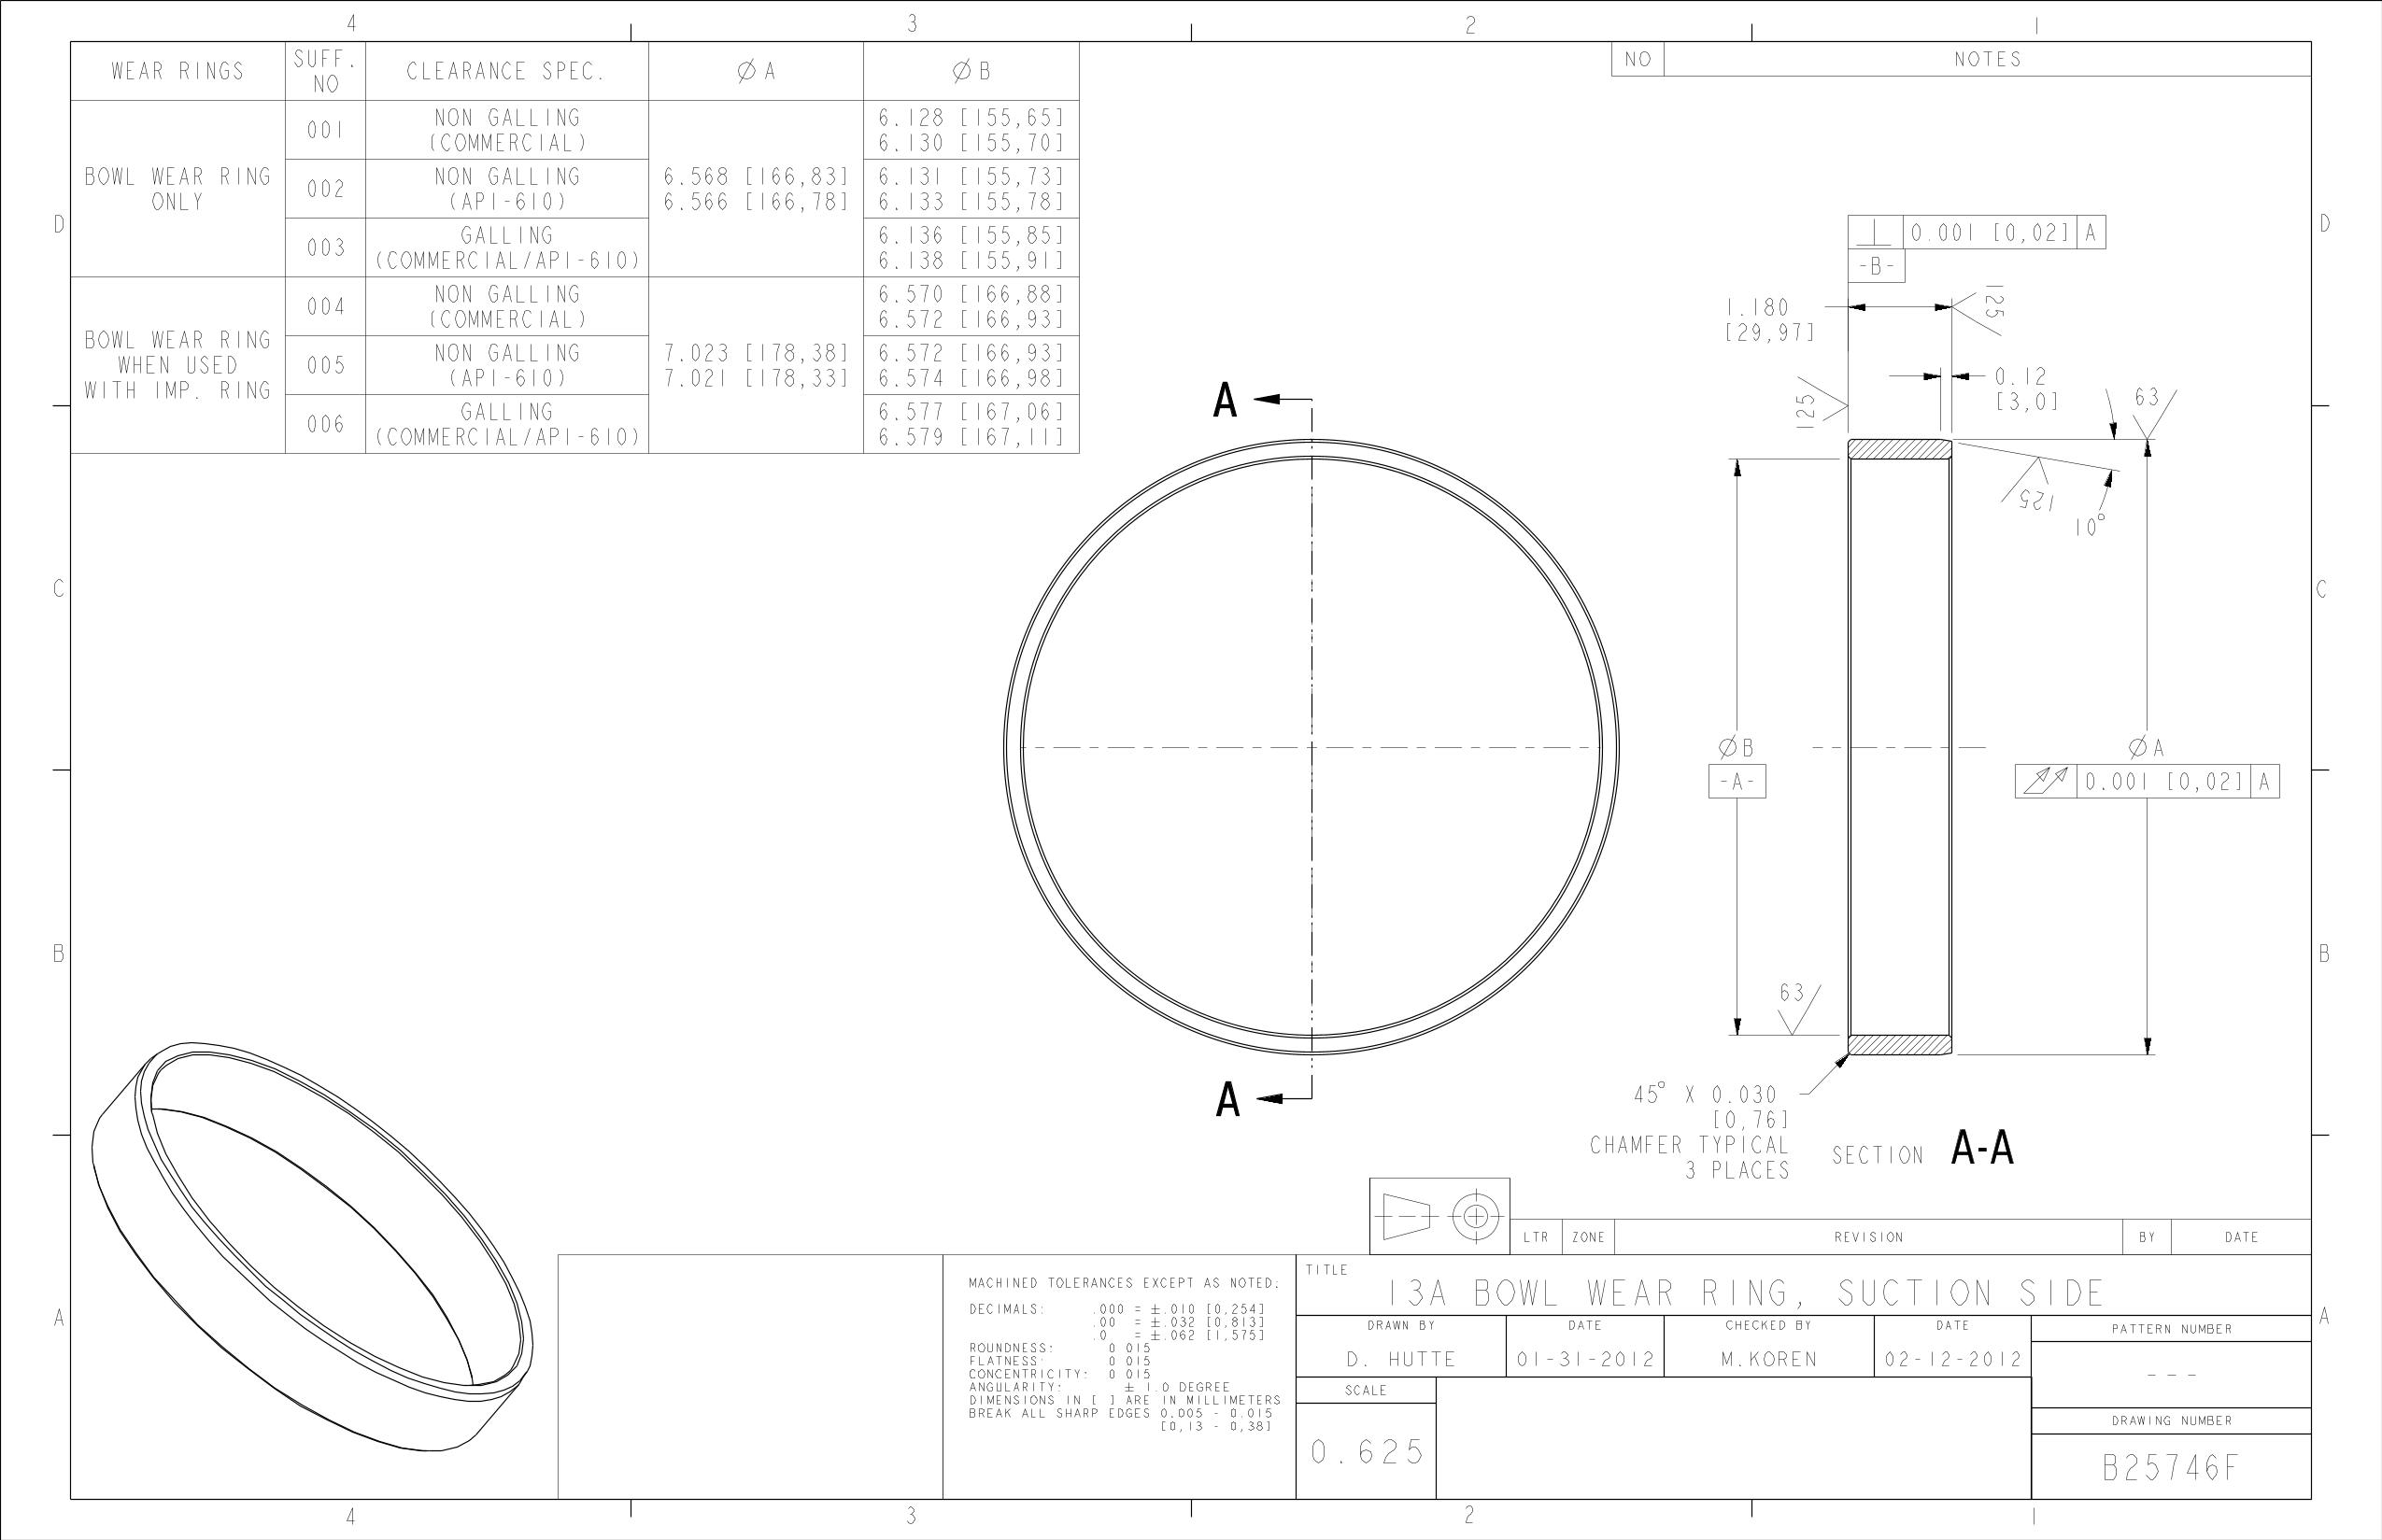 4 3 2 1
WEAR RINGS
SUFF. NO
CLEARANCE SPEC.
Ø A
Ø B
BOWL WEAR RING
ONLY
001
NON GALLING
(COMMERCIAL)
6.568 [166,83]
6.566 [166,78]
6.128 [155,65]
6.130 [155,70]
002
NON GALLING
(API-610)
6.131 [155,73]
6.133 [155,78]
003
GALLING
(COMMERCIAL/API-610)
6.136 [155,85]
6.138 [155,91]
BOWL WEAR RING
WHEN USED
WITH IMP. RING
004
NON GALLING
(COMMERCIAL)
7.023 [178,38]
7.021 [178,33]
6.570 [166,88]
6.572 [166,93]
005
NON GALLING
(API-610)
6.572 [166,93]
6.574 [166,98]
006
GALLING
(COMMERCIAL/API-610)
6.577 [167,06]
6.579 [167,11]
NO NOTES
D D
C C
B B
A A
⊥ 0.001 [0,02] A
-B-
1.180
[29,97]
125
0.12
[3,0]
125
63
125
10°
A
A
ØB
-A-
Ø A
0.001 [0,02] A
63
45° X 0.030
[0,76]
CHAMFER TYPICAL
3 PLACES
SECTION A-A
LTR ZONE REVISION BY DATE
MACHINED TOLERANCES EXCEPT AS NOTED:
DECIMALS: .000 = ±.010 [0,254]
.00 = ±.032 [0,813]
.0 = ±.062 [1,575]
ROUNDNESS: 0.015
FLATNESS: 0.015
CONCENTRICITY: 0.015
ANGULARITY: ± 1.0 DEGREE
DIMENSIONS IN [ ] ARE IN MILLIMETERS
BREAK ALL SHARP EDGES 0.005 - 0.015
[0,13 - 0,38]
TITLE
13A BOWL WEAR RING, SUCTION SIDE
DRAWN BY
D. HUTTE
DATE
01-31-2012
CHECKED BY
M.KOREN
DATE
02-12-2012
PATTERN NUMBER
---
SCALE
0.625
DRAWING NUMBER
B25746F
4 3 2 1